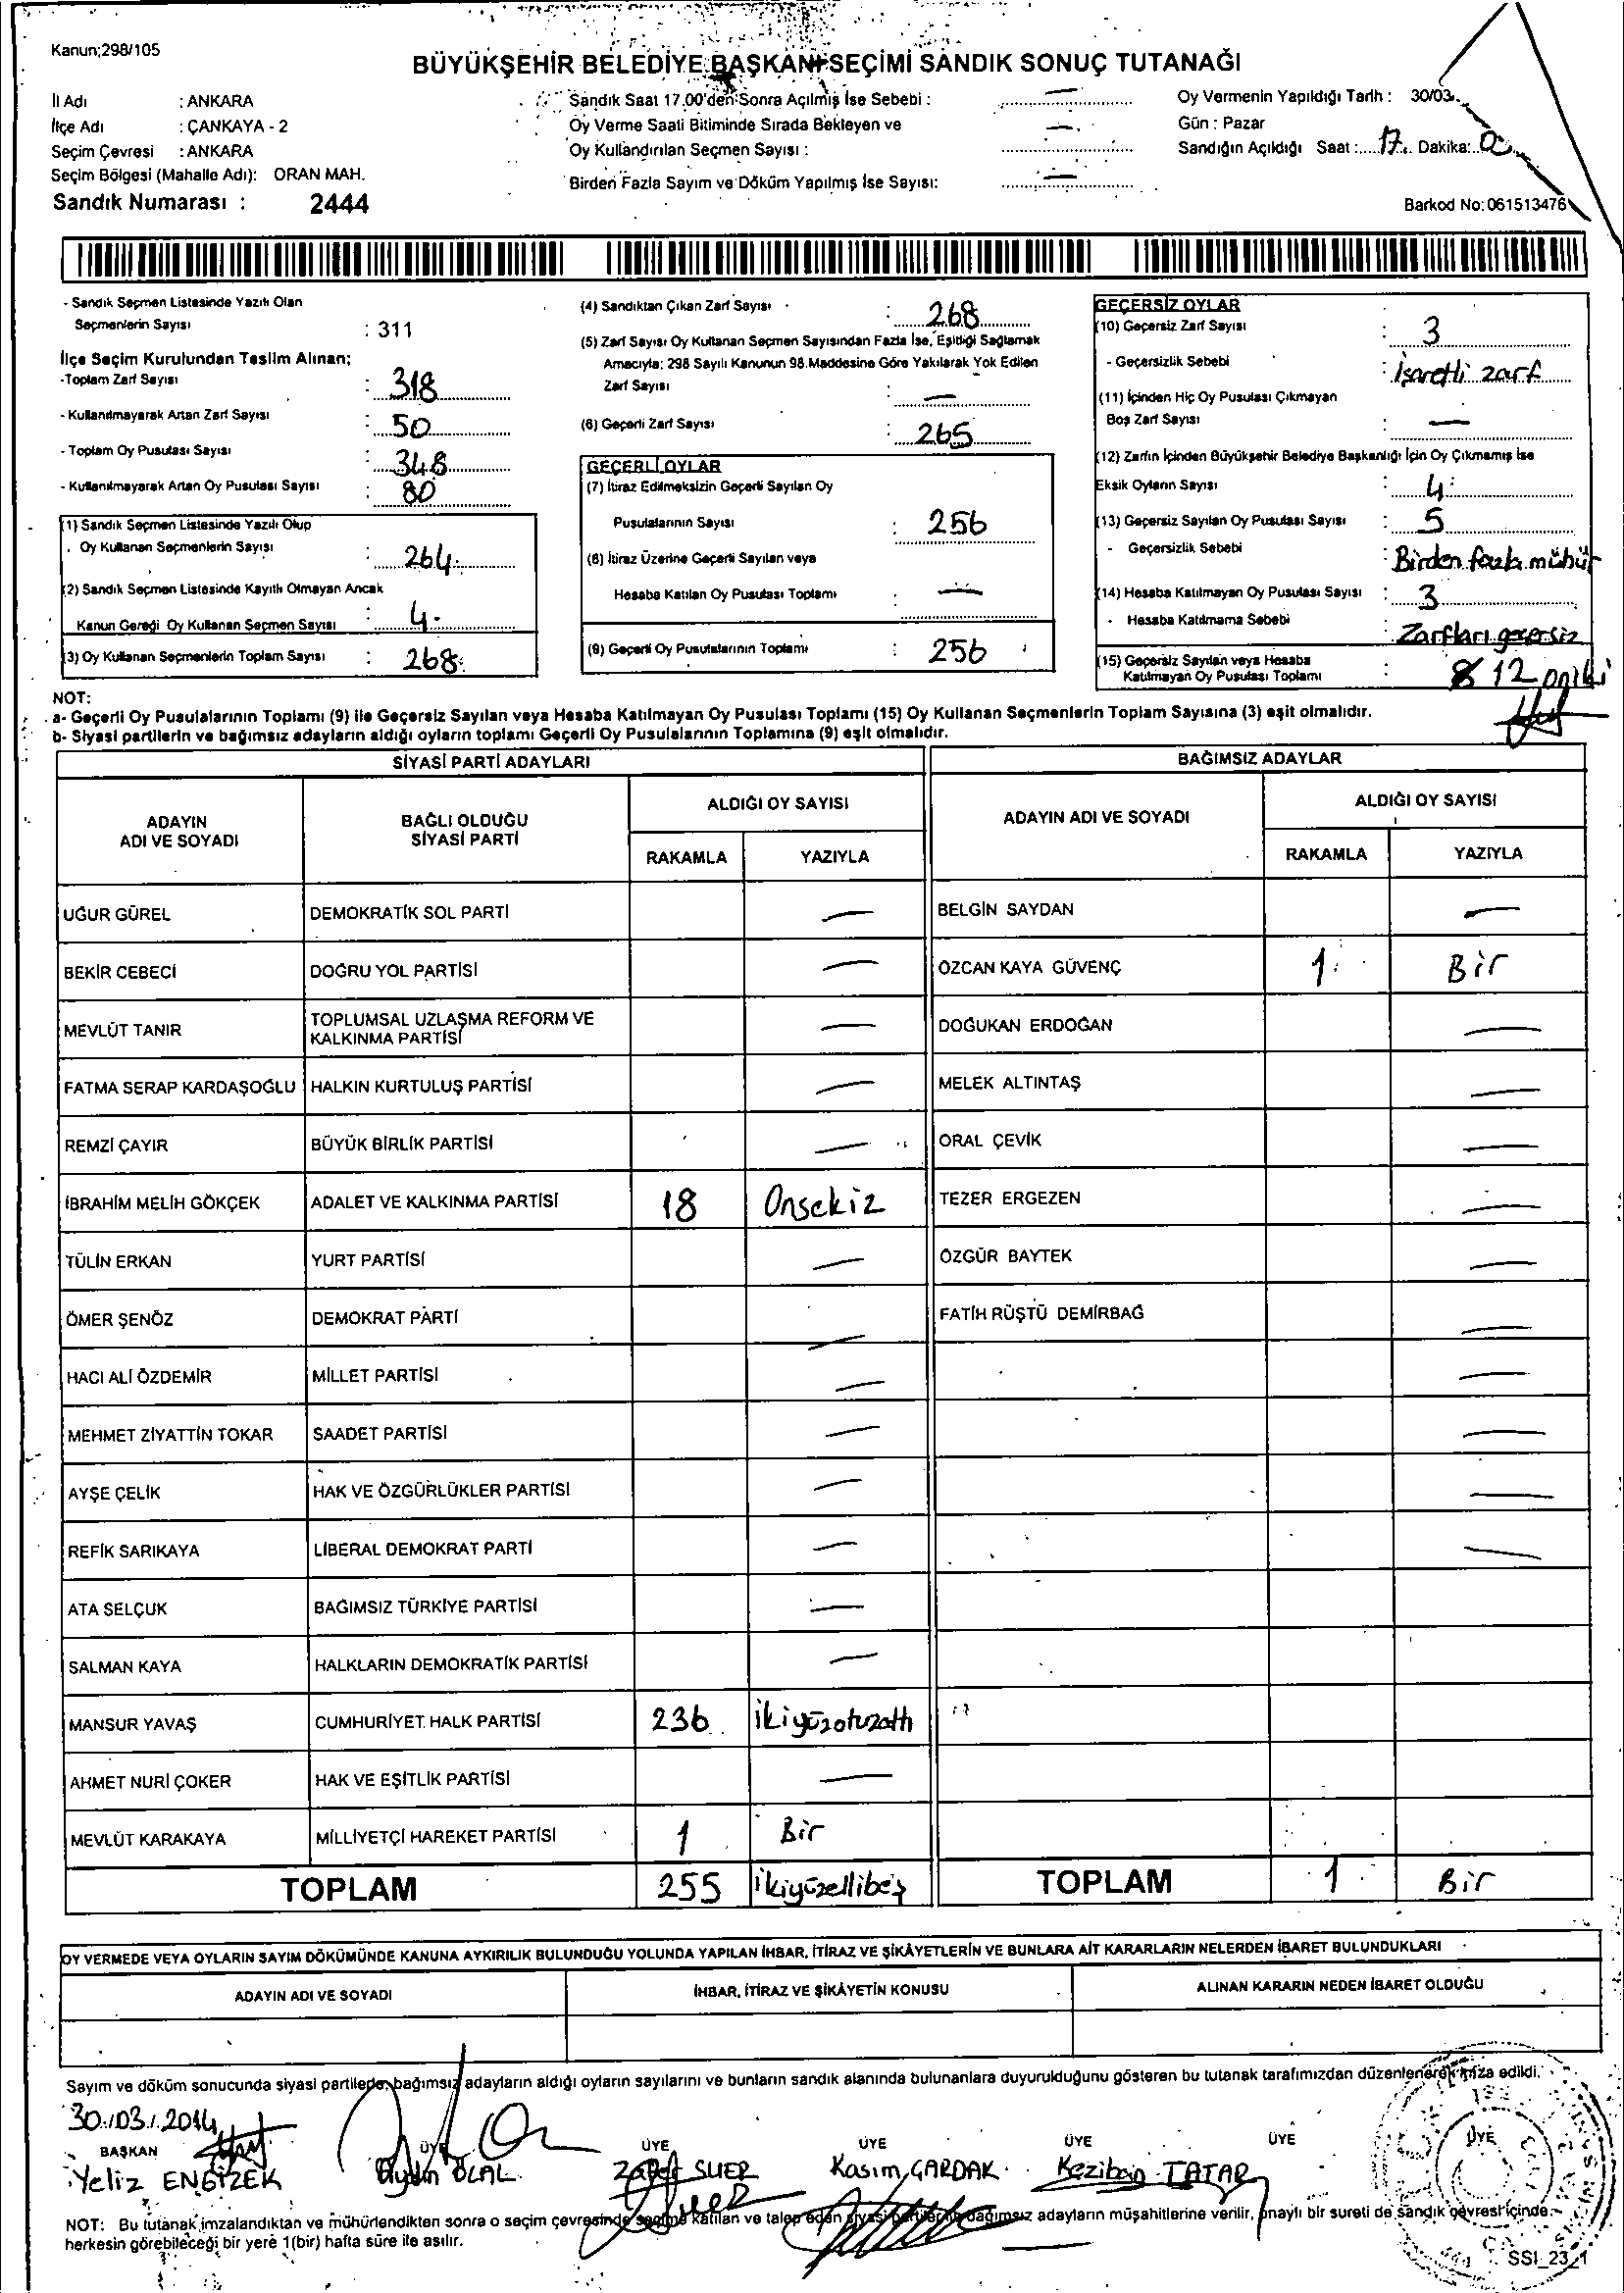 Kanun;298/105
BÜYÜKŞEHİR BELEDİYE BAŞKANI SEÇİMİ SANDIK SONUÇ TUTANAĞI
İl Adı : ANKARA
İlçe Adı : ÇANKAYA - 2
Seçim Çevresi : ANKARA
Seçim Bölgesi (Mahalle Adı): ORAN MAH.
Sandık Numarası : 2444
Sandık Saat 17.00'den Sonra Açılmış İse Sebebi : —
Oy Verme Saati Bitiminde Sırada Bekleyen ve
Oy Kullandırılan Seçmen Sayısı : —
Birden Fazla Sayım ve Döküm Yapılmış İse Sayısı: —
Oy Vermenin Yapıldığı Tarih : 30/03
Gün : Pazar
Sandığın Açıldığı Saat : 17 Dakika:
Barkod No: 061513476
- Sandık Seçmen Listesinde Yazılı Olan
Seçmenlerin Sayısı : 311
İlçe Seçim Kurulundan Teslim Alınan;
-Toplam Zarf Sayısı : 318
- Kullanılmayarak Artan Zarf Sayısı : 50
- Toplam Oy Pusulası Sayısı : 348
- Kullanılmayarak Artan Oy Pusulası Sayısı : 80
(1) Sandık Seçmen Listesinde Yazılı Olup
Oy Kullanan Seçmenlerin Sayısı : 264
(2) Sandık Seçmen Listesinde Kayıtlı Olmayan Ancak
Kanun Gereği Oy Kullanan Seçmen Sayısı : 4
(3) Oy Kullanan Seçmenlerin Toplam Sayısı : 268
(4) Sandıktan Çıkan Zarf Sayısı : 268
(5) Zarf Sayısı Oy Kullanan Seçmen Sayısından Fazla İse, Eşitliği Sağlamak
Amacıyla; 298 Sayılı Kanunun 98.Maddesine Göre Yakılarak Yok Edilen
Zarf Sayısı : —
(6) Geçerli Zarf Sayısı : 265
GEÇERLİ OYLAR
(7) İtiraz Edilmeksizin Geçerli Sayılan Oy
Pusulalarının Sayısı : 256
(8) İtiraz Üzerine Geçerli Sayılan veya
Hesaba Katılan Oy Pusulası Toplamı : —
(9) Geçerli Oy Pusulalarının Toplamı : 256
GEÇERSİZ OYLAR
(10) Geçersiz Zarf Sayısı : 3
- Geçersizlik Sebebi : İşaretli zarf
(11) İçinden Hiç Oy Pusulası Çıkmayan
Boş Zarf Sayısı : —
(12) Zarfın İçinden Büyükşehir Belediye Başkanlığı İçin Oy Çıkmamış İse
Eksik Oyların Sayısı : 4
(13) Geçersiz Sayılan Oy Pusulası Sayısı : 5
- Geçersizlik Sebebi : Birden fazla mühür
(14) Hesaba Katılmayan Oy Pusulası Sayısı : 3
- Hesaba Katılmama Sebebi : Zarfları geçersiz
(15) Geçersiz Sayılan veya Hesaba
Katılmayan Oy Pusulası Toplamı : 8 12 oniki
NOT:
a- Geçerli Oy Pusulalarının Toplamı (9) ile Geçersiz Sayılan veya Hesaba Katılmayan Oy Pusulası Toplamı (15) Oy Kullanan Seçmenlerin Toplam Sayısına (3) eşit olmalıdır.
b- Siyasi partilerin ve bağımsız adayların aldığı oyların toplamı Geçerli Oy Pusulalarının Toplamına (9) eşit olmalıdır.
SİYASİ PARTİ ADAYLARI BAĞIMSIZ ADAYLAR
ADAYIN ADI VE SOYADI BAĞLI OLDUĞU SİYASİ PARTİ ALDIĞI OY SAYISI ADAYIN ADI VE SOYADI ALDIĞI OY SAYISI
RAKAMLA YAZIYLA RAKAMLA YAZIYLA
UĞUR GÜREL DEMOKRATİK SOL PARTİ — BELGİN SAYDAN —
BEKİR CEBECİ DOĞRU YOL PARTİSİ — ÖZCAN KAYA GÜVENÇ 1 Bir
MEVLÜT TANIR TOPLUMSAL UZLAŞMA REFORM VE KALKINMA PARTİSİ — DOĞUKAN ERDOĞAN —
FATMA SERAP KARDAŞOĞLU HALKIN KURTULUŞ PARTİSİ — MELEK ALTINTAŞ —
REMZİ ÇAYIR BÜYÜK BİRLİK PARTİSİ — ORAL ÇEVİK —
İBRAHİM MELİH GÖKÇEK ADALET VE KALKINMA PARTİSİ 18 Onsekiz TEZER ERGEZEN —
TÜLİN ERKAN YURT PARTİSİ — ÖZGÜR BAYTEK —
ÖMER ŞENÖZ DEMOKRAT PARTİ — FATİH RÜŞTÜ DEMİRBAĞ —
HACI ALİ ÖZDEMİR MİLLET PARTİSİ — —
MEHMET ZİYATTİN TOKAR SAADET PARTİSİ — —
AYŞE ÇELİK HAK VE ÖZGÜRLÜKLER PARTİSİ — —
REFİK SARIKAYA LİBERAL DEMOKRAT PARTİ — —
ATA SELÇUK BAĞIMSIZ TÜRKİYE PARTİSİ —
SALMAN KAYA HALKLARIN DEMOKRATİK PARTİSİ —
MANSUR YAVAŞ CUMHURİYET HALK PARTİSİ 236 ikiyüzotuzaltı
AHMET NURİ ÇOKER HAK VE EŞİTLİK PARTİSİ —
MEVLÜT KARAKAYA MİLLİYETÇİ HAREKET PARTİSİ 1 Bir
TOPLAM 255 ikiyüzellibeş TOPLAM 1 Bir
OY VERMEDE VEYA OYLARIN SAYIM DÖKÜMÜNDE KANUNA AYKIRILIK BULUNDUĞU YOLUNDA YAPILAN İHBAR, İTİRAZ VE ŞİKÂYETLERİN VE BUNLARA AİT KARARLARIN NELERDEN İBARET BULUNDUKLARI
ADAYIN ADI VE SOYADI İHBAR, İTİRAZ VE ŞİKÂYETİN KONUSU ALINAN KARARIN NEDEN İBARET OLDUĞU
Sayım ve döküm sonucunda siyasi partilerin, bağımsız adayların aldığı oyların sayılarını ve bunların sandık alanında bulunanlara duyurulduğunu gösteren bu tutanak tarafımızdan düzenlenerek imza edildi.
30/03/2014
BAŞKAN ÜYE ÜYE ÜYE ÜYE ÜYE ÜYE
Yeliz ENGİZEK Aydın Zafer SUER Kasım ÇARDAK Keziban TATAR
NOT: Bu tutanak imzalandıktan ve mühürlendikten sonra o seçim çevresinde seçime katılan ve talep eden siyasi partilerin, bağımsız adayların müşahitlerine verilir, onaylı bir sureti de sandık çevresi içinde
herkesin görebileceği bir yere 1(bir) hafta süre ile asılır.
SSI_23_1